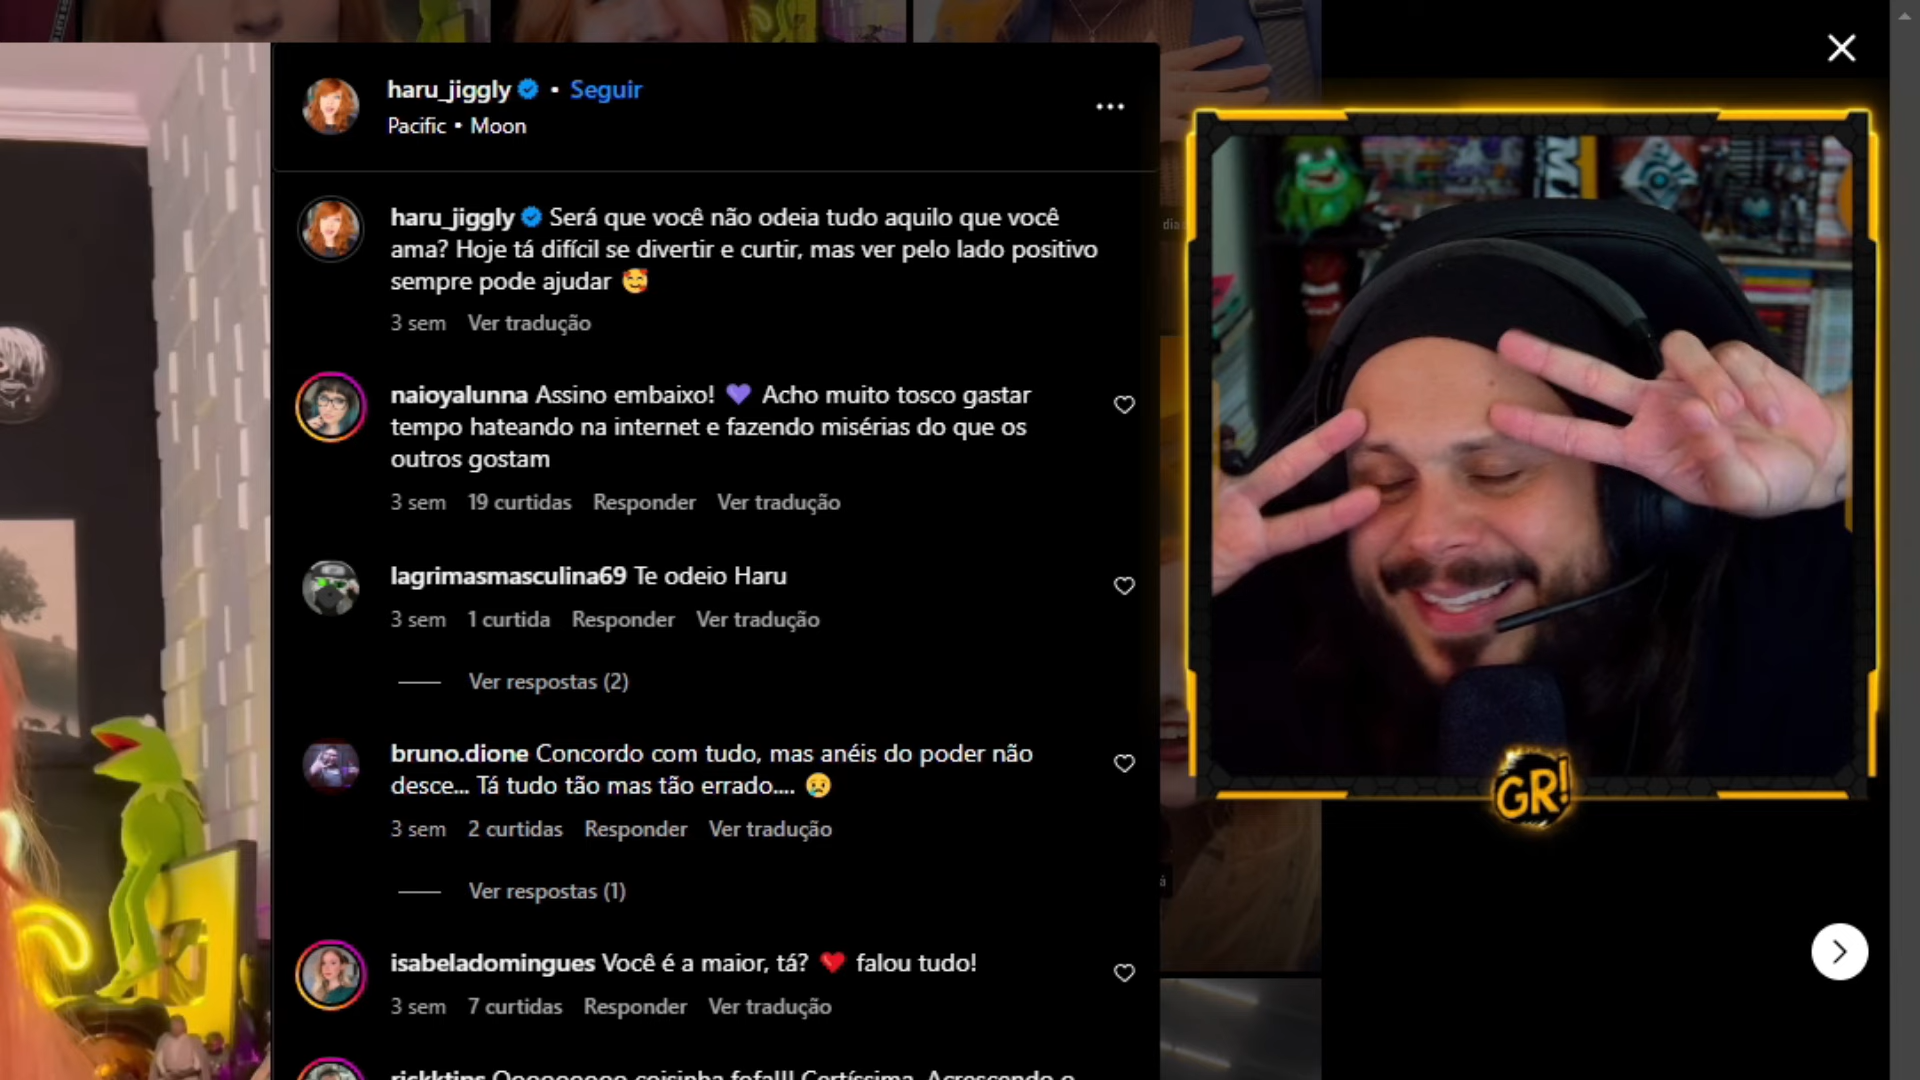 haru_jiggly • Seguir
Pacific • Moon
haru_jiggly Será que você não odeia tudo aquilo que você
ama? Hoje tá difícil se divertir e curtir, mas ver pelo lado positivo
sempre pode ajudar 🥰
3 sem Ver tradução
naioyalunna Assino embaixo! 💜 Acho muito tosco gastar
tempo hateando na internet e fazendo misérias do que os
outros gostam
3 sem 19 curtidas Responder Ver tradução
lagrimasmasculina69 Te odeio Haru
3 sem 1 curtida Responder Ver tradução
Ver respostas (2)
bruno.dione Concordo com tudo, mas anéis do poder não
desce... Tá tudo tão mas tão errado.... 😢
3 sem 2 curtidas Responder Ver tradução
Ver respostas (1)
isabeladomingues Você é a maior, tá? ❤️ falou tudo!
3 sem 7 curtidas Responder Ver tradução
coisinha fofa!!! Certíssima. Acrescendo o
dia
GR!